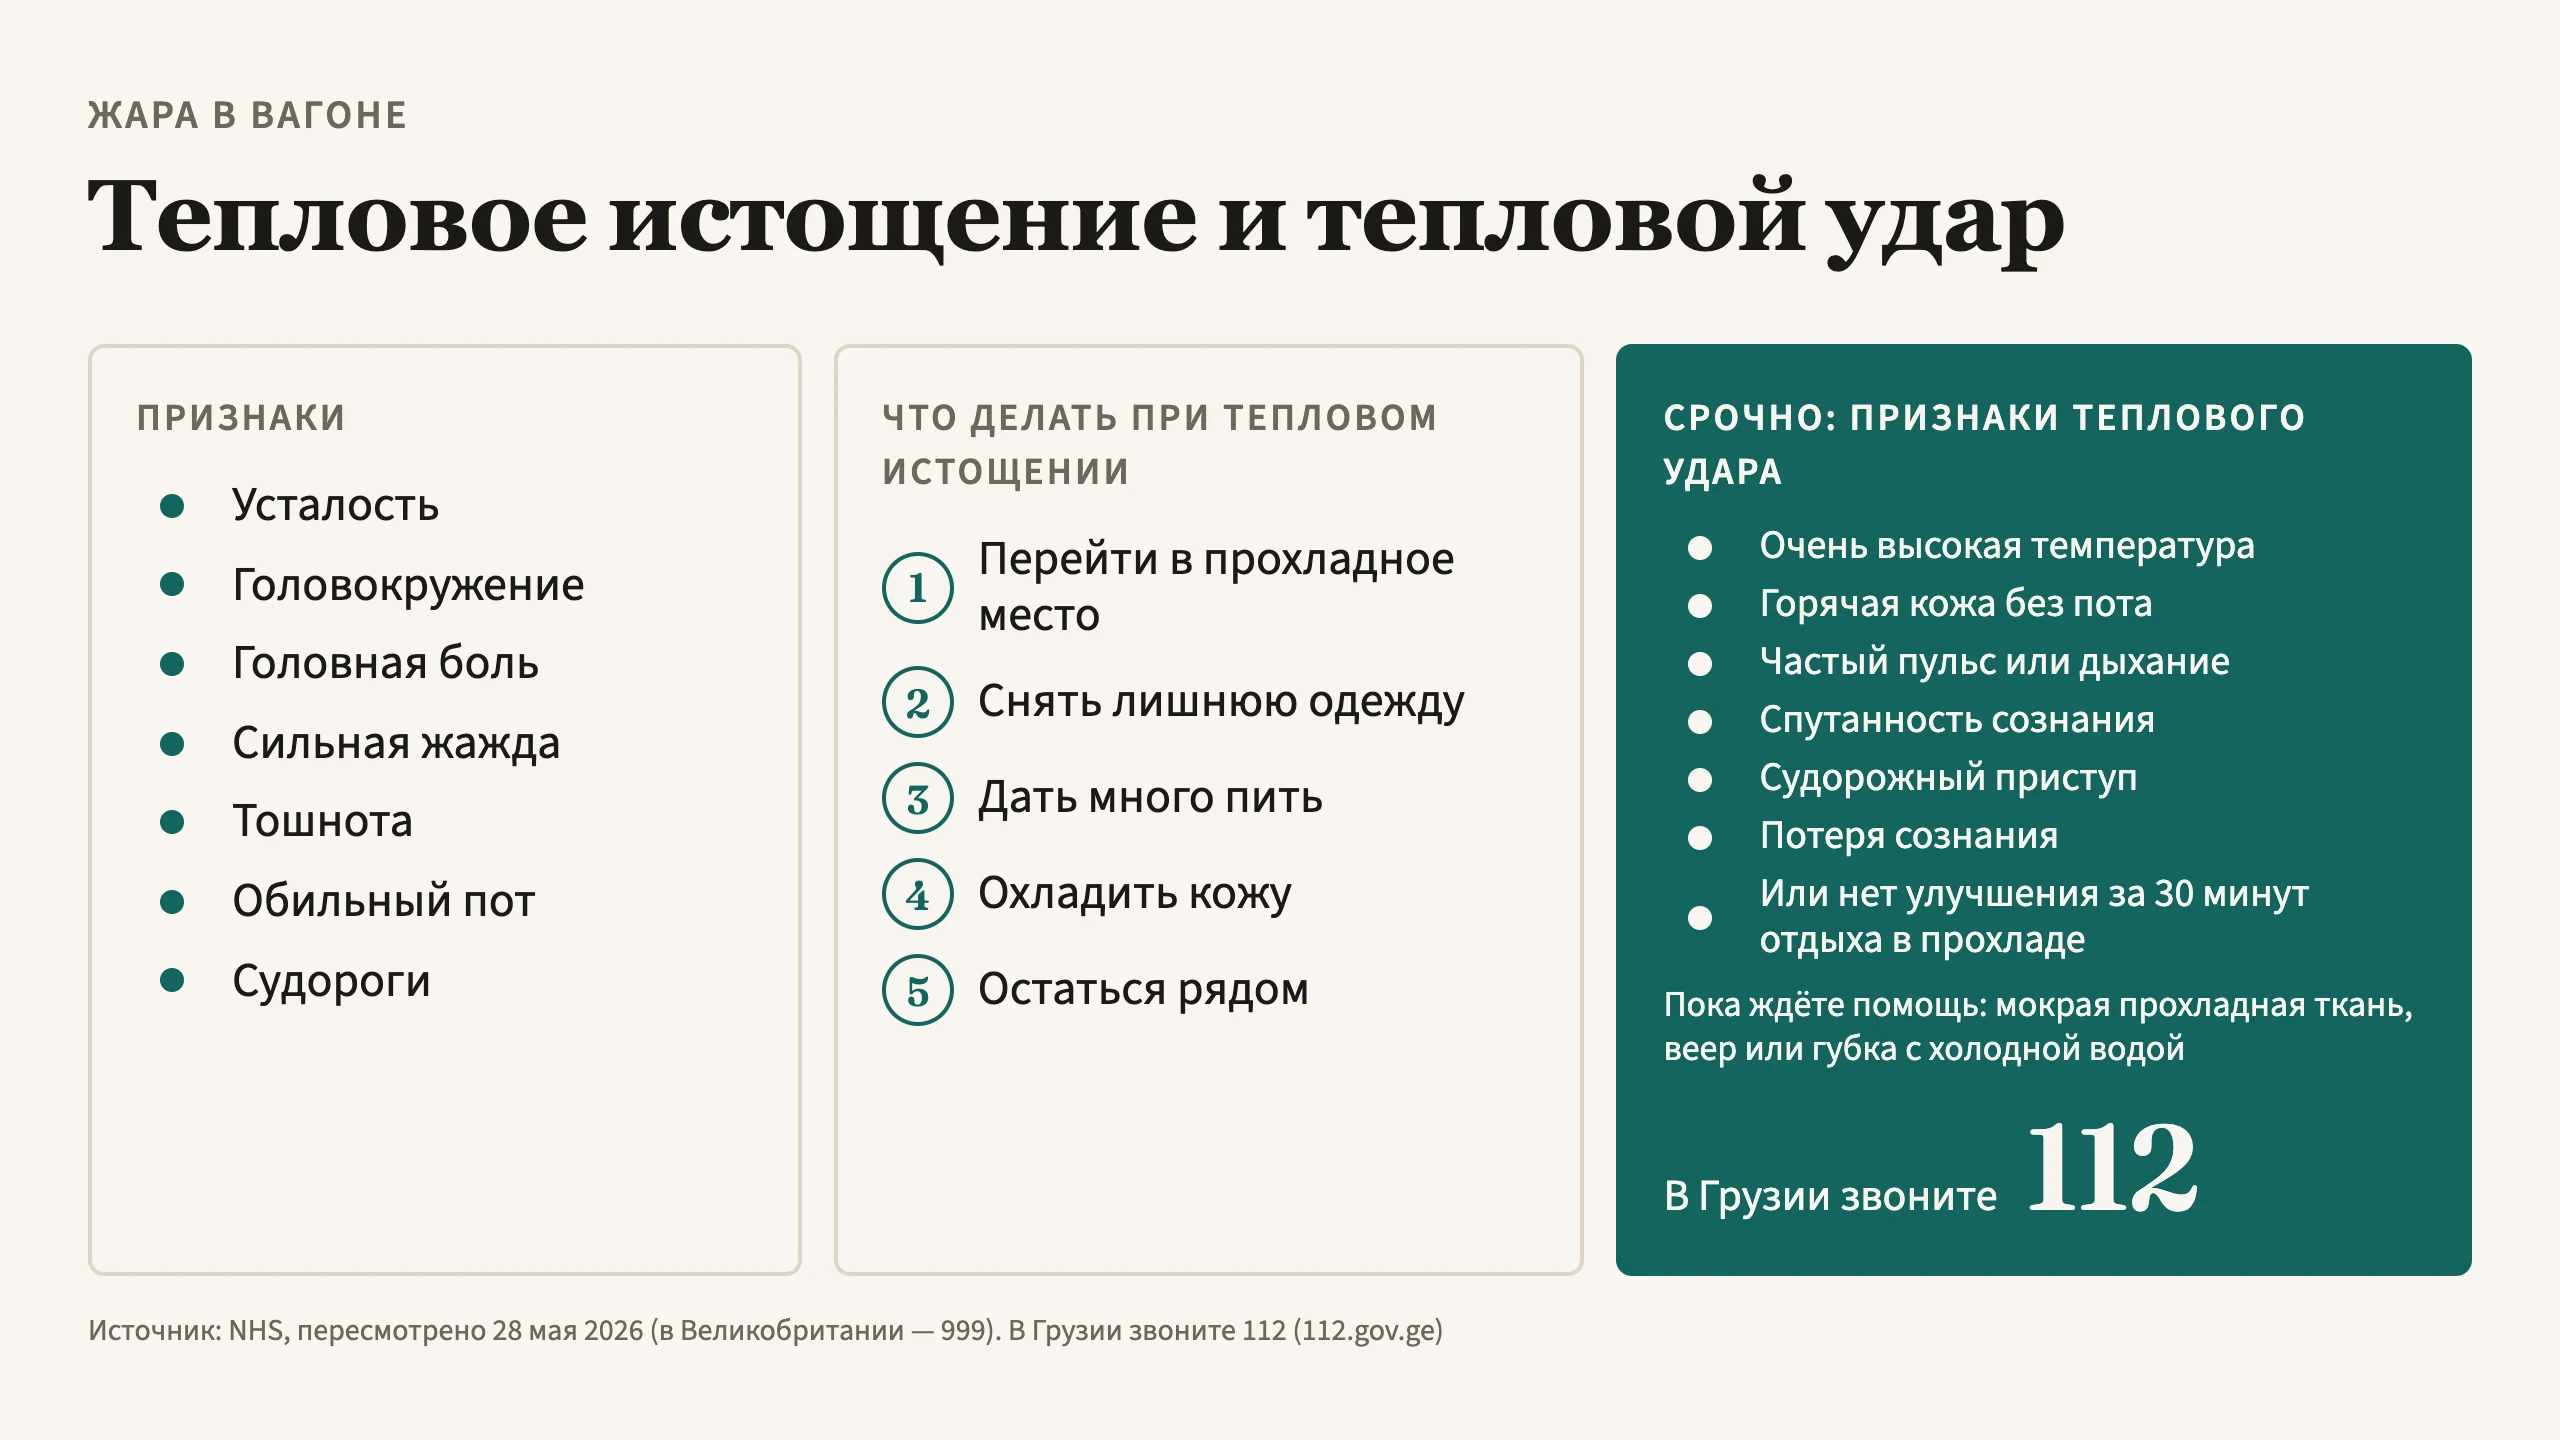 ЖАРА В ВАГОНЕ
Тепловое истощение и тепловой удар
ПРИЗНАКИ
Усталость
Головокружение
Головная боль
Сильная жажда
Тошнота
Обильный пот
Судороги
ЧТО ДЕЛАТЬ ПРИ ТЕПЛОВОМ
ИСТОЩЕНИИ
1 Перейти в прохладное
место
2 Снять лишнюю одежду
3 Дать много пить
4 Охладить кожу
5 Остаться рядом
СРОЧНО: ПРИЗНАКИ ТЕПЛОВОГО
УДАРА
Очень высокая температура
Горячая кожа без пота
Частый пульс или дыхание
Спутанность сознания
Судорожный приступ
Потеря сознания
Или нет улучшения за 30 минут
отдыха в прохладе
Пока ждёте помощь: мокрая прохладная ткань,
веер или губка с холодной водой
В Грузии звоните 112
Источник: NHS, пересмотрено 28 мая 2026 (в Великобритании — 999). В Грузии звоните 112 (112.gov.ge)